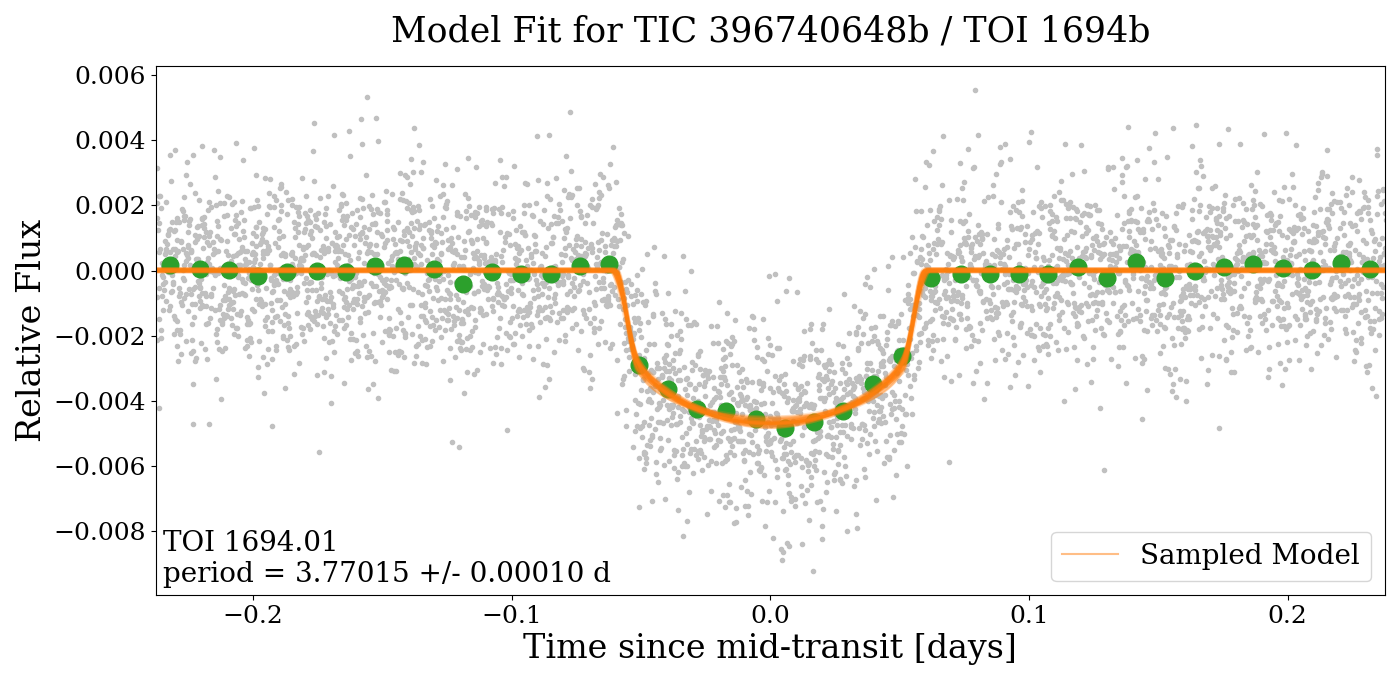 Model Fit for TIC 396740648b / TOI 1694b
0.006
0.004
0.002
0.000
−0.002
−0.004
−0.006
−0.008
Relative Flux
TOI 1694.01
period = 3.77015 +/- 0.00010 d
Sampled Model
−0.2
−0.1
0.0
0.1
0.2
Time since mid-transit [days]